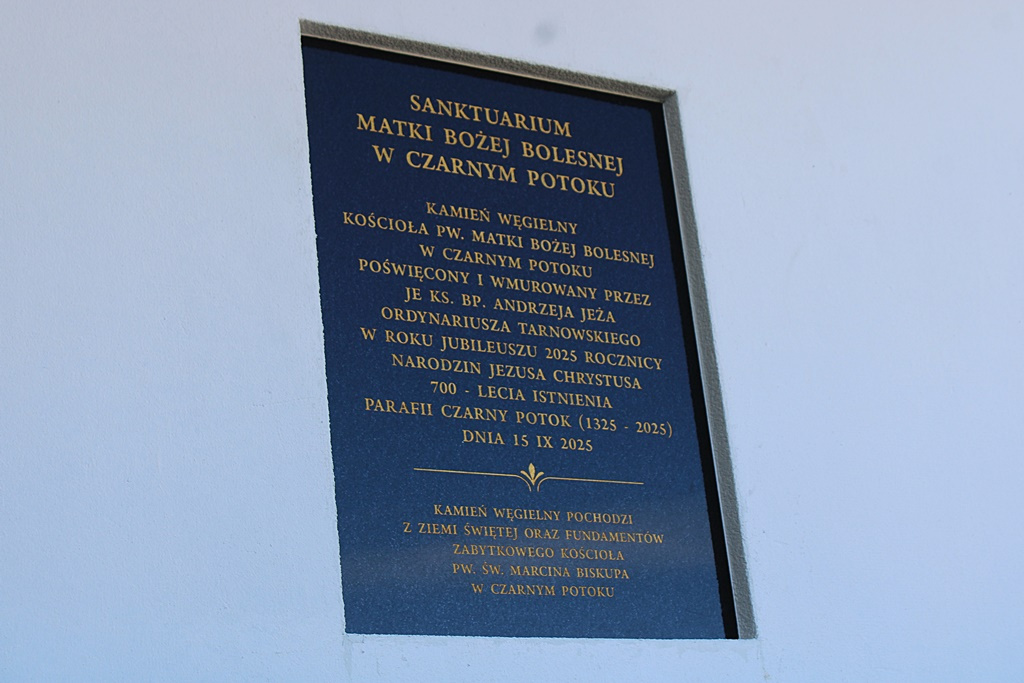 SANKTUARIUM
MATKI BOŻEJ BOLESNEJ
W CZARNYM POTOKU
KAMIEŃ WĘGIELNY
KOŚCIOŁA PW. MATKI BOŻEJ BOLESNEJ
W CZARNYM POTOKU
POŚWIĘCONY I WMUROWANY PRZEZ
JE KS. BP. ANDRZEJA JEŻA
ORDYNARIUSZA TARNOWSKIEGO
W ROKU JUBILEUSZU 2025 ROCZNICY
NARODZIN JEZUSA CHRYSTUSA
700 - LECIA ISTNIENIA
PARAFII CZARNY POTOK (1325 - 2025)
DNIA 15 IX 2025
KAMIEŃ WĘGIELNY POCHODZI
Z ZIEMI ŚWIĘTEJ ORAZ FUNDAMENTÓW
ZABYTKOWEGO KOŚCIOŁA
PW. ŚW. MARCINA BISKUPA
W CZARNYM POTOKU